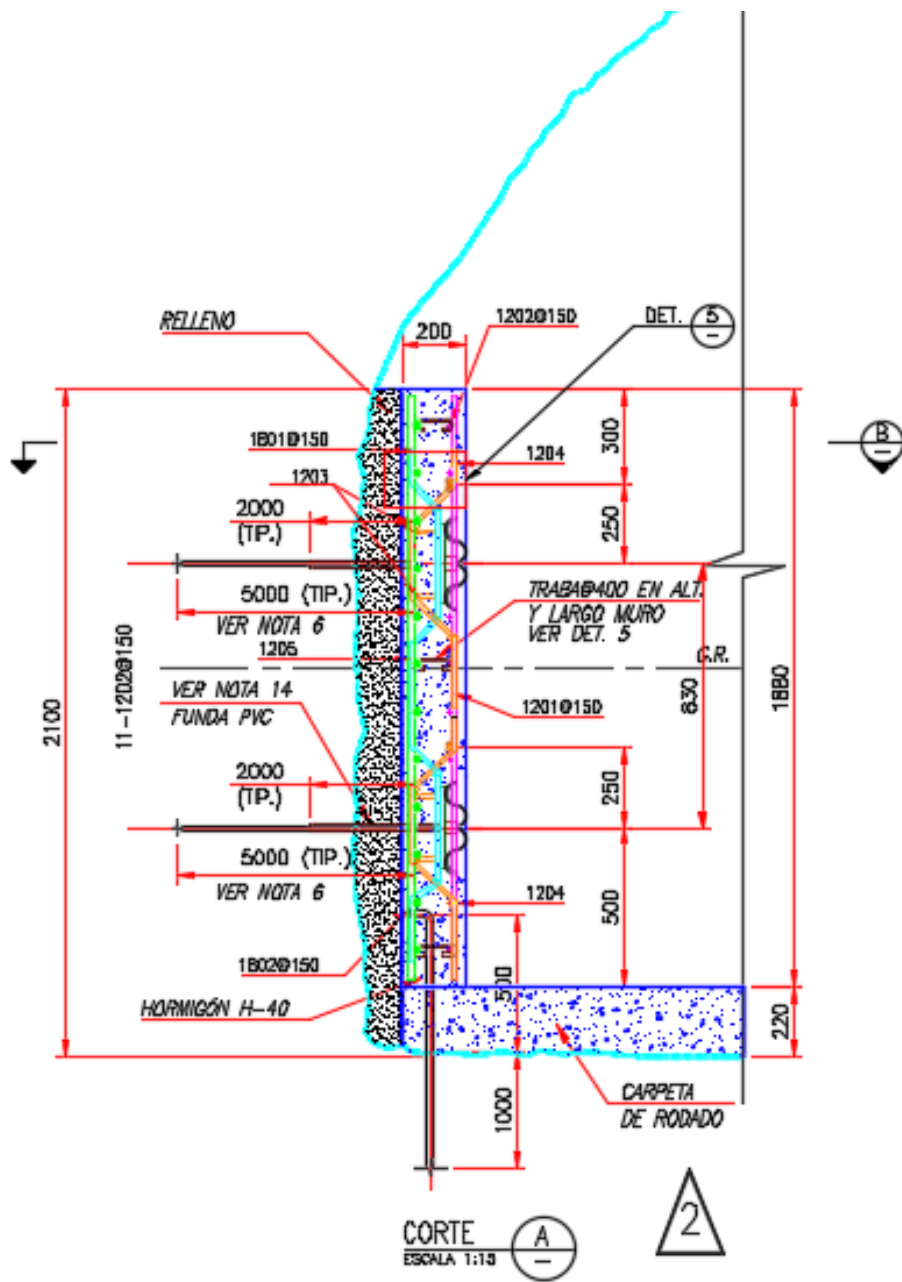 RELLENO
200
1202@150
DET. 5
–
1801@150
1204
300
B
–
1203
2000
(TIP.)
250
5000 (TIP.)
VER NOTA 6
TRABA@400 EN ALT.
Y LARGO MURO
VER DET. 5
1205
G.R.
2100
11-1202@150
VER NOTA 14
FUNDA PVC
1201@150
830
1880
2000
(TIP.)
250
5000 (TIP.)
VER NOTA 6
1204
500
1802@150
500
HORMIGÓN H-40
220
1000
CARPETA
DE RODADO
CORTE A
ESCALA 1:15 –
2